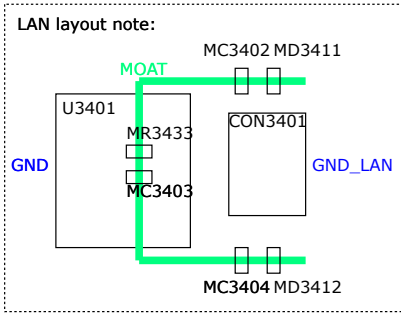 LAN layout note:
MC3402 MD3411
MOAT
U3401
CON3401
MR3433
GND
GND_LAN
MC3403
MC3404 MD3412